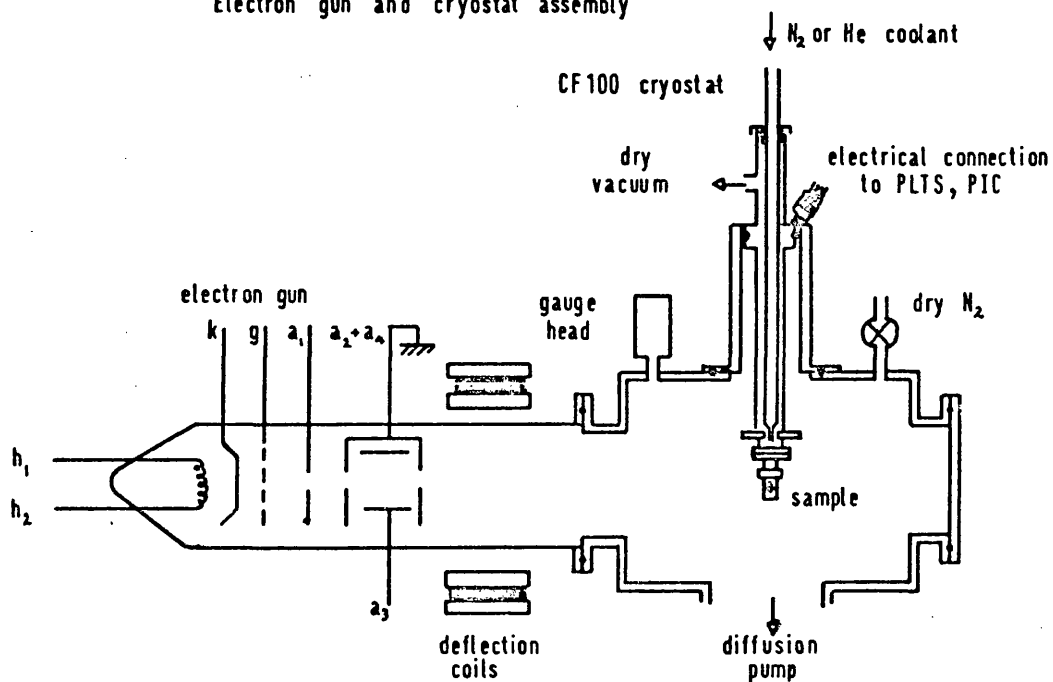 Electron gun and cryostat assembly
N₂ or He coolant
CF100 cryostat
dry
vacuum
electrical connection
to PLTS, PIC
electron gun
k
g
a₁
a₂+a₄
gauge
head
dry N₂
h₁
h₂
sample
a₃
deflection
coils
diffusion
pump